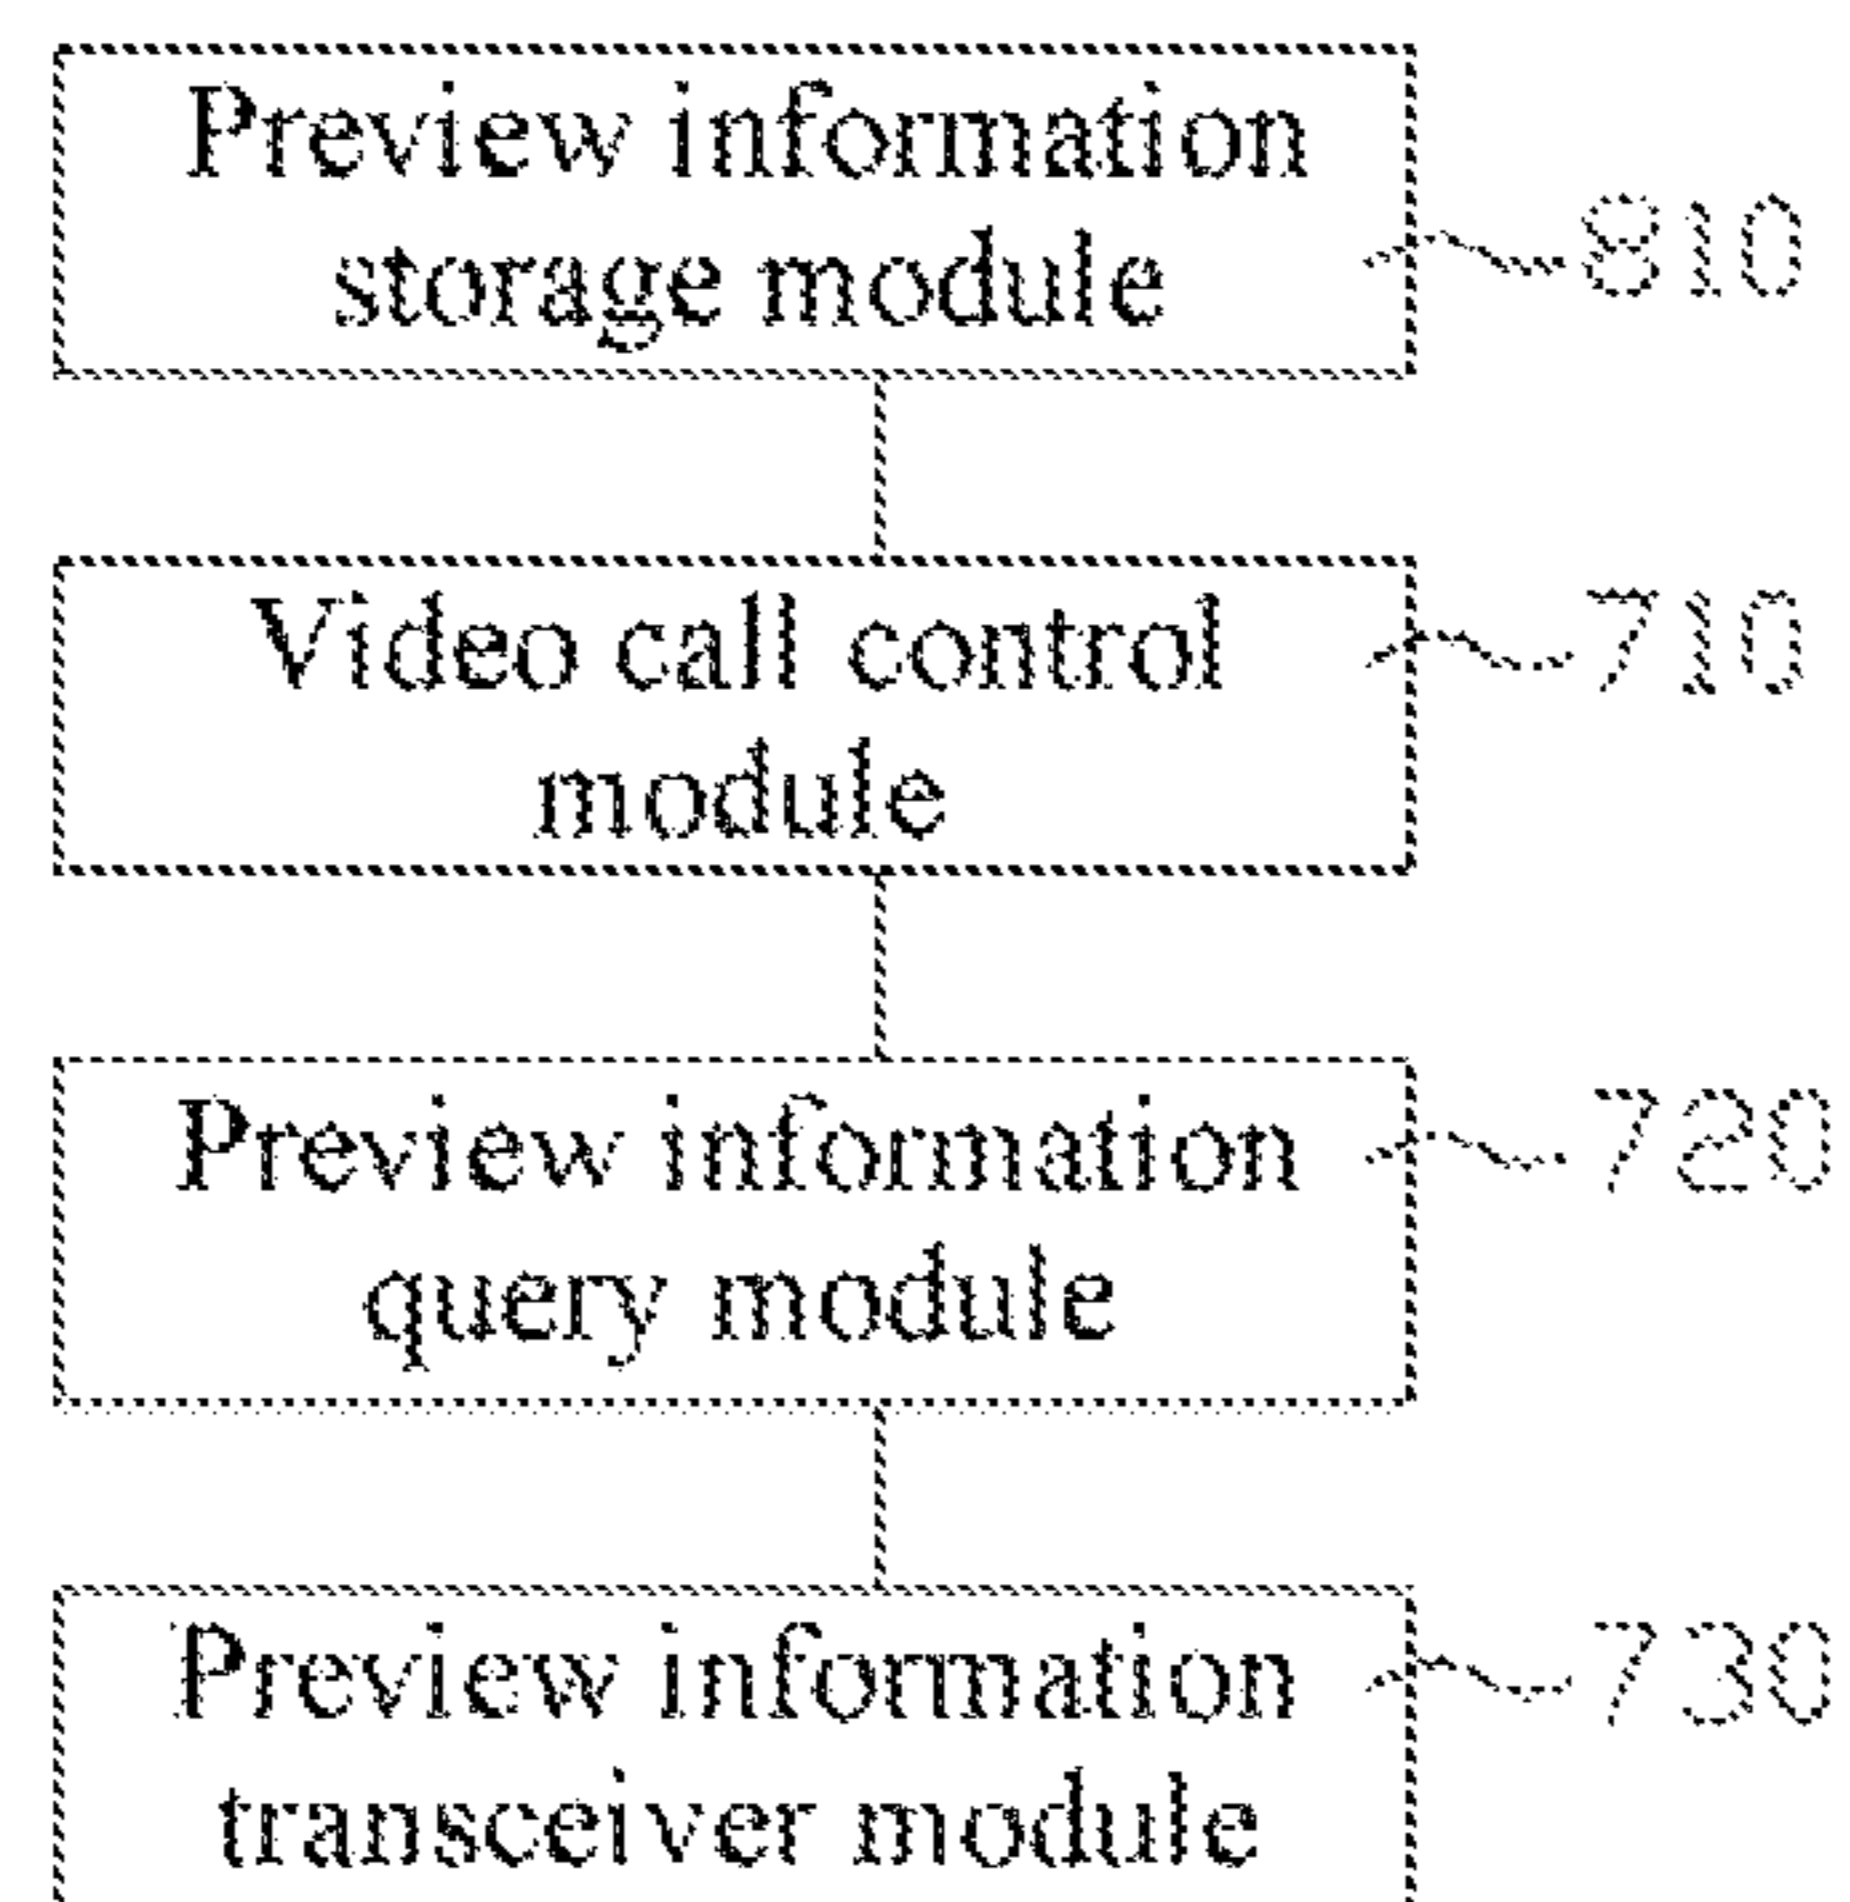 Preview information
storage module
810
Video call control
module
710
Preview information
query module
720
Preview information
transceiver module
730